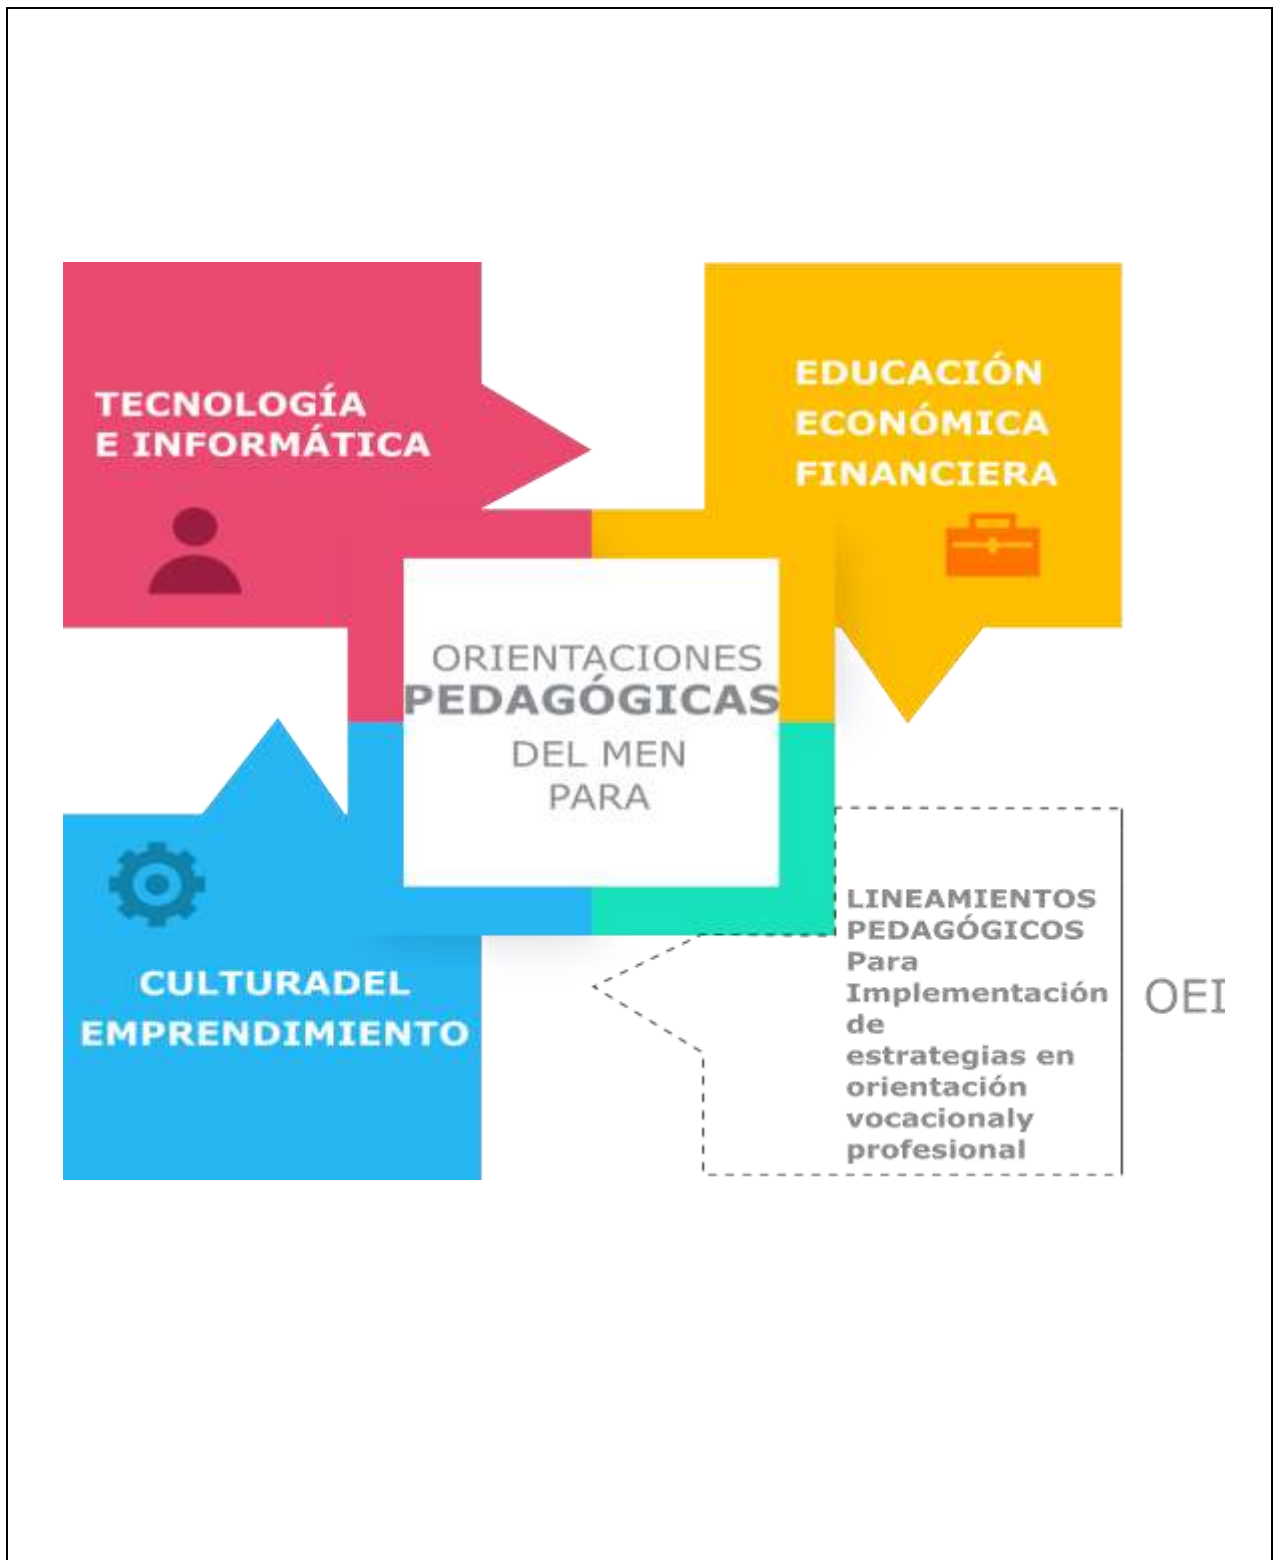 TECNOLOGÍA
E INFORMÁTICA
EDUCACIÓN
ECONÓMICA
FINANCIERA
ORIENTACIONES
PEDAGÓGICAS
DEL MEN
PARA
CULTURADEL
EMPRENDIMIENTO
LINEAMIENTOS
PEDAGÓGICOS
Para
Implementación
de
estrategias en
orientación
vocacionaly
profesional
OEI